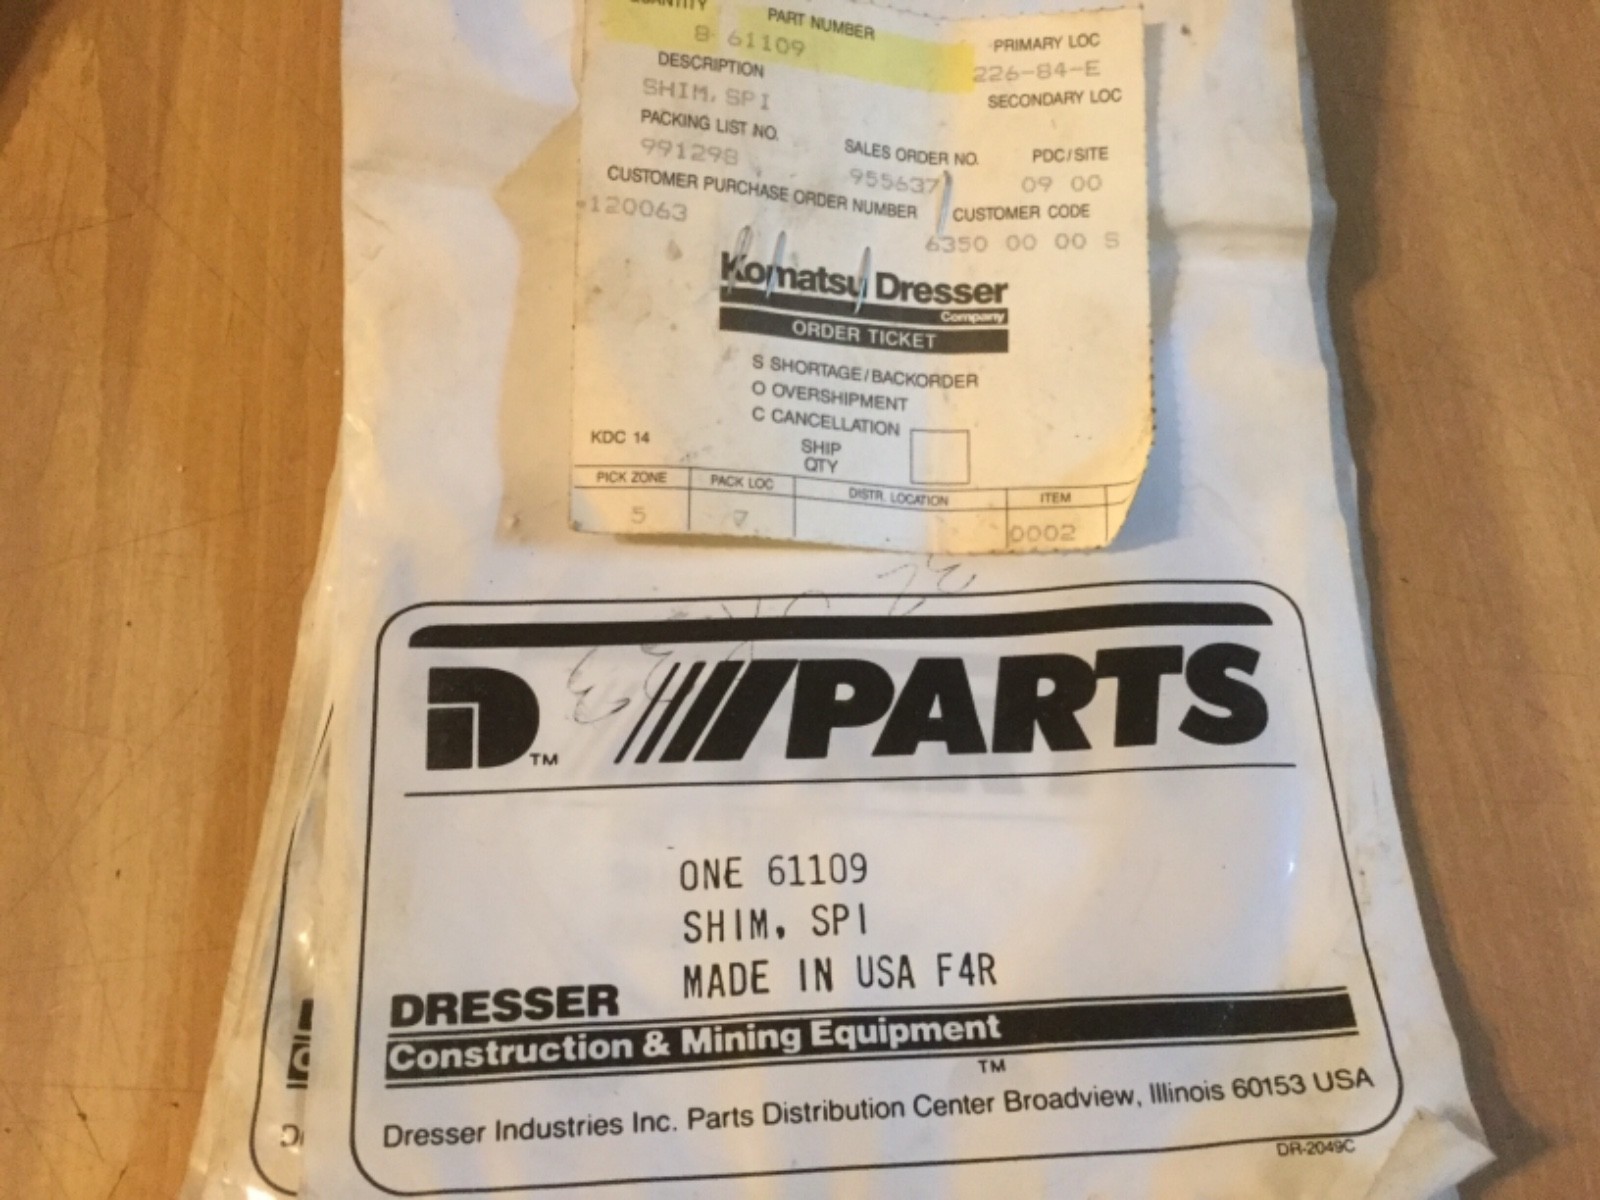 QUANTITY PART NUMBER
8 61109
PRIMARY LOC
226-84-E
DESCRIPTION
SHIM, SPI
SECONDARY LOC
PACKING LIST NO.
991298
SALES ORDER NO.
955637
PDC/SITE
09 00
CUSTOMER PURCHASE ORDER NUMBER
120063
CUSTOMER CODE
6350 00 00 S
Komatsu Dresser
Company
ORDER TICKET
S SHORTAGE/BACKORDER
O OVERSHIPMENT
C CANCELLATION
KDC 14
SHIP
QTY
PICK ZONE PACK LOC DISTR. LOCATION ITEM
5 7 0002
D TM PARTS
ONE 61109
SHIM, SPI
MADE IN USA F4R
DRESSER
Construction & Mining Equipment
TM
Dresser Industries Inc. Parts Distribution Center Broadview, Illinois 60153 USA
DR-2049C